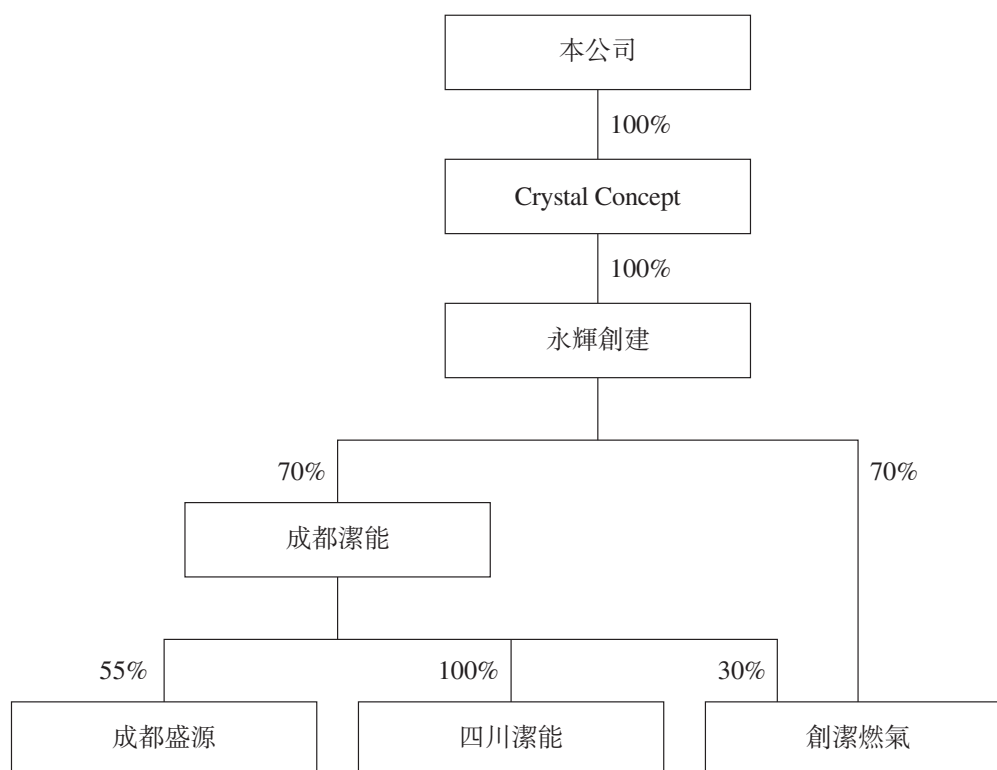 本公司
100%
Crystal Concept
100%
永輝創建
70%
70%
成都潔能
55%
100%
30%
成都盛源
四川潔能
創潔燃氣